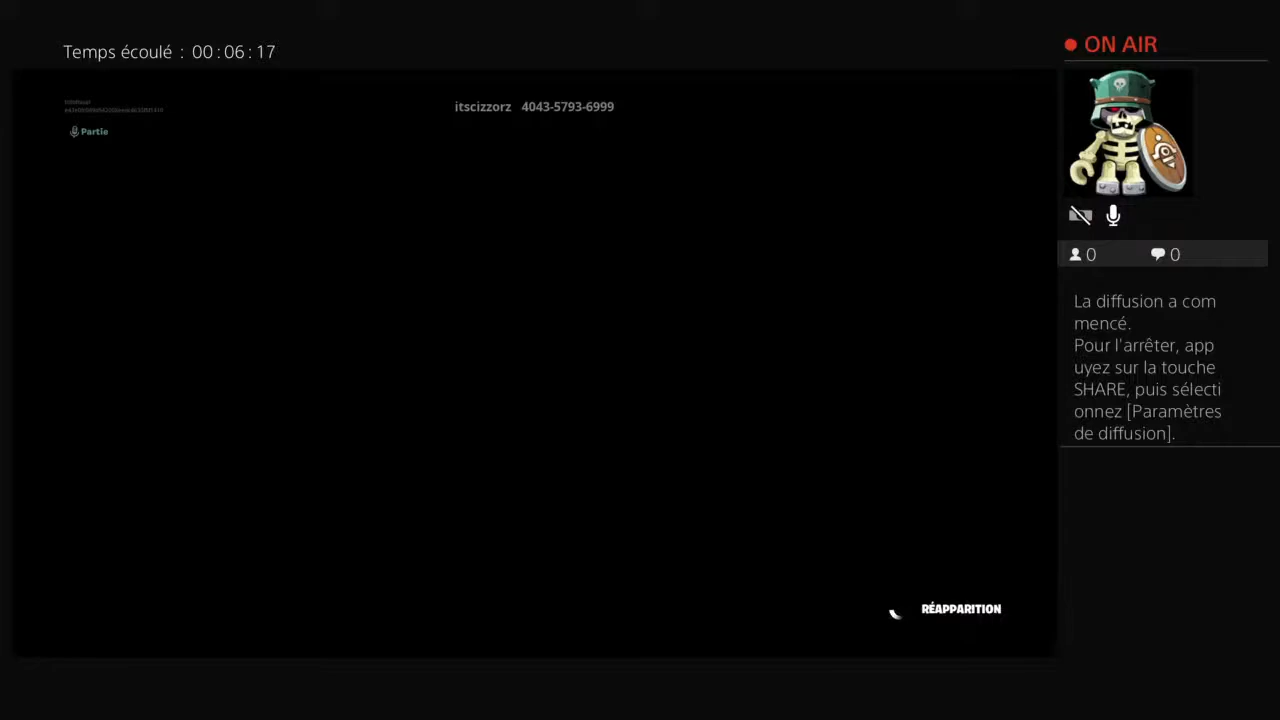 Temps écoulé : 00:06:17
ON AIR
itscizzorz 4043-5793-6999
Partie
0 0
La diffusion a com
mencé.
Pour l'arrêter, app
uyez sur la touche
SHARE, puis sélecti
onnez [Paramètres
de diffusion].
RÉAPPARITION